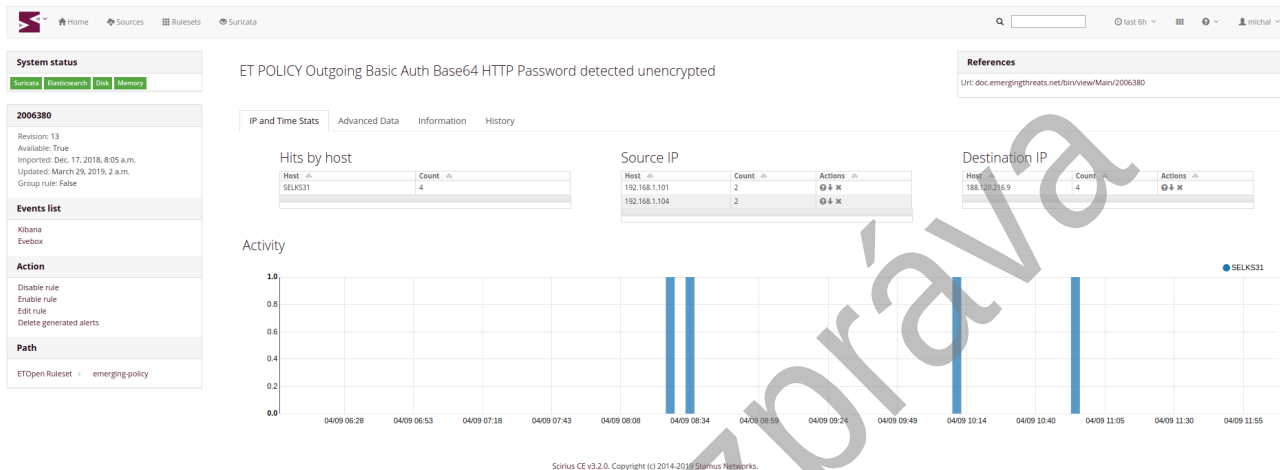 Home Sources Rulesets Suricata last 6h michal
System status
Suricata Elasticsearch Disk Memory
ET POLICY Outgoing Basic Auth Base64 HTTP Password detected unencrypted
References
Url: doc.emergingthreats.net/bin/view/Main/2006380
2006380
Revision: 13
Available: True
Imported: Dec. 17, 2018, 8:05 a.m.
Updated: March 29, 2019, 2 a.m.
Group rule: False
Events list
Kibana
Evebox
Action
Disable rule
Enable rule
Edit rule
Delete generated alerts
Path
ETOpen Ruleset emerging-policy
IP and Time Stats Advanced Data Information History
Hits by host
Host Count
SELKS31 4
Source IP
Host Count Actions
192.168.1.101 2
192.168.1.104 2
Destination IP
Host Count Actions
188.120.216.9 4
Activity
SELKS31
1.0
0.8
0.6
0.4
0.2
0.0
04/09 06:28 04/09 06:53 04/09 07:18 04/09 07:43 04/09 08:08 04/09 08:34 04/09 08:59 04/09 09:24 04/09 09:49 04/09 10:14 04/09 10:40 04/09 11:05 04/09 11:30 04/09 11:55
Scirius CE v3.2.0. Copyright (c) 2014-2019 Stamus Networks.
zpráva